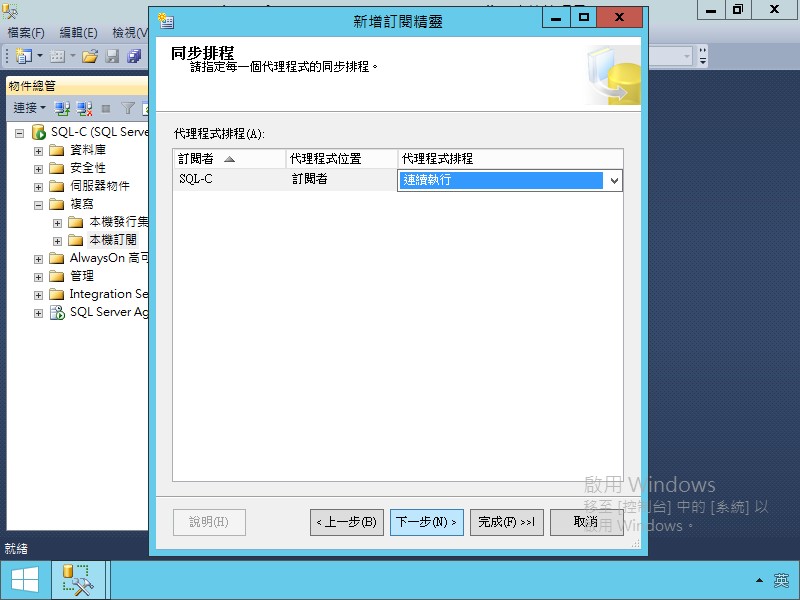 新增訂閱精靈
檔案(F) 編輯(E) 檢視(V
同步排程
請指定每一個代理程式的同步排程。
物件總管
連接
代理程式排程(A):
訂閱者 代理程式位置 代理程式排程
SQL-C 訂閱者 連續執行
SQL-C (SQL Serve
資料庫
安全性
伺服器物件
複寫
本機發行集
本機訂閱
AlwaysOn 高可
管理
Integration Se
SQL Server Ag
啟用 Windows
移至 [控制台] 中的 [系統] 以
啟用 Windows。
說明(H) < 上一步(B) 下一步(N) > 完成(F) >>| 取消
就緒
英